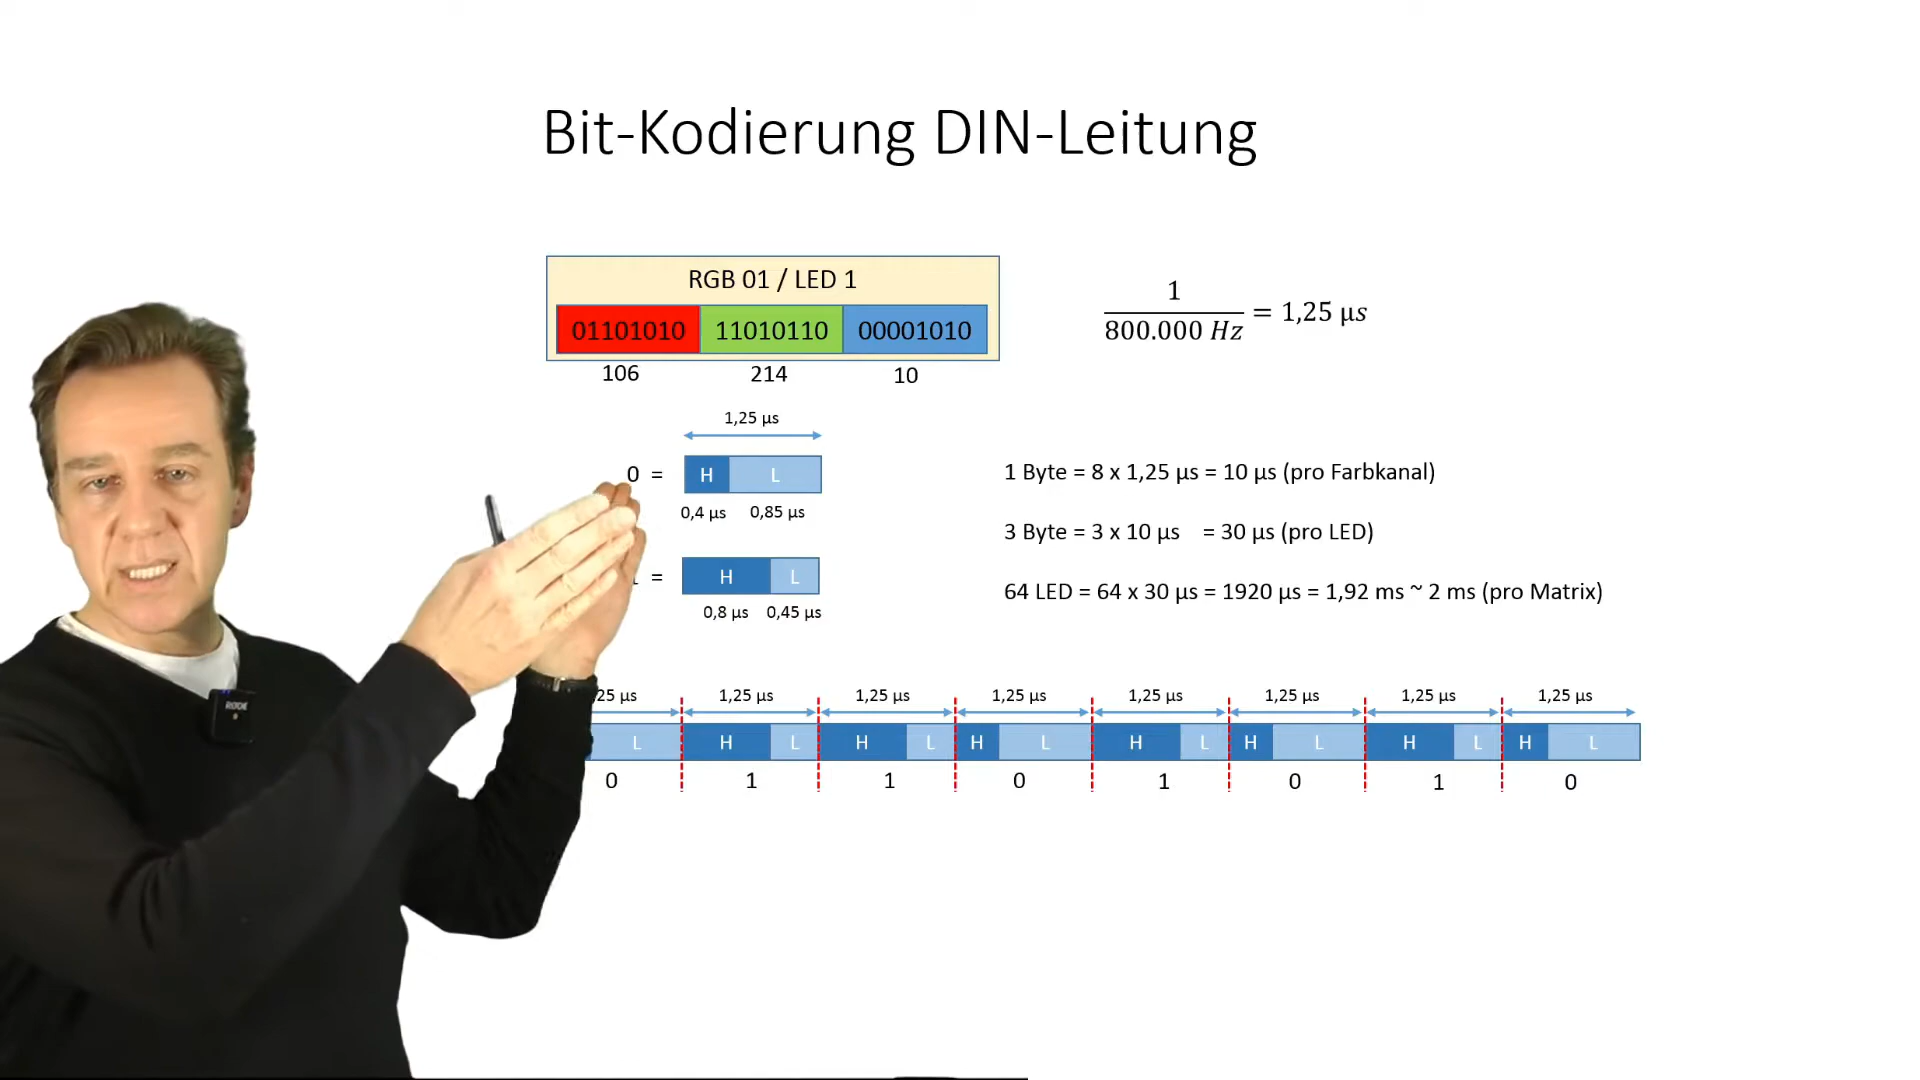 Bit-Kodierung DIN-Leitung
RGB 01 / LED 1
01101010 11010110 00001010
106 214 10
1
800.000 Hz
= 1,25 µs
1,25 µs
0 = H L
0,4 µs 0,85 µs
= H L
0,8 µs 0,45 µs
1 Byte = 8 x 1,25 µs = 10 µs (pro Farbkanal)
3 Byte = 3 x 10 µs = 30 µs (pro LED)
64 LED = 64 x 30 µs = 1920 µs = 1,92 ms ~ 2 ms (pro Matrix)
25 µs 1,25 µs 1,25 µs 1,25 µs 1,25 µs 1,25 µs 1,25 µs 1,25 µs
L H L H L H L H L H L H L H L
0 1 1 0 1 0 1 0